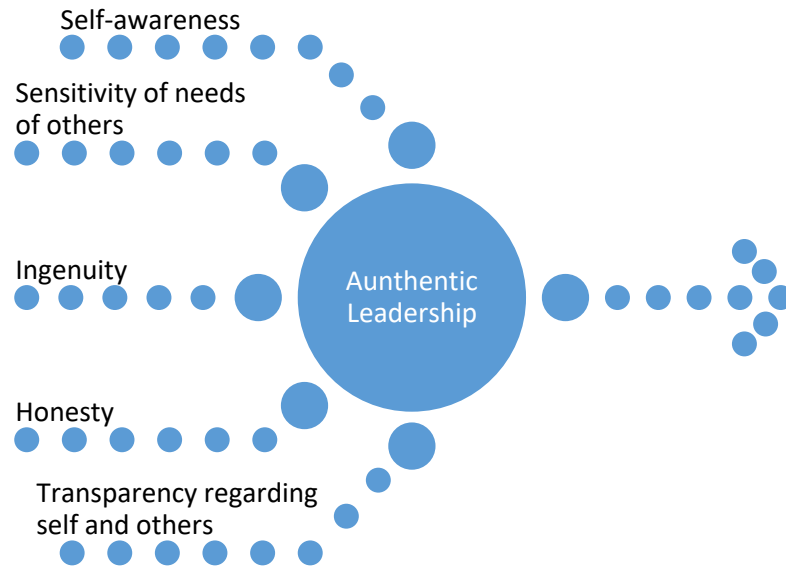 Self-awareness
Sensitivity of needs
of others
Ingenuity
Aunthentic
Leadership
Honesty
Transparency regarding
self and others